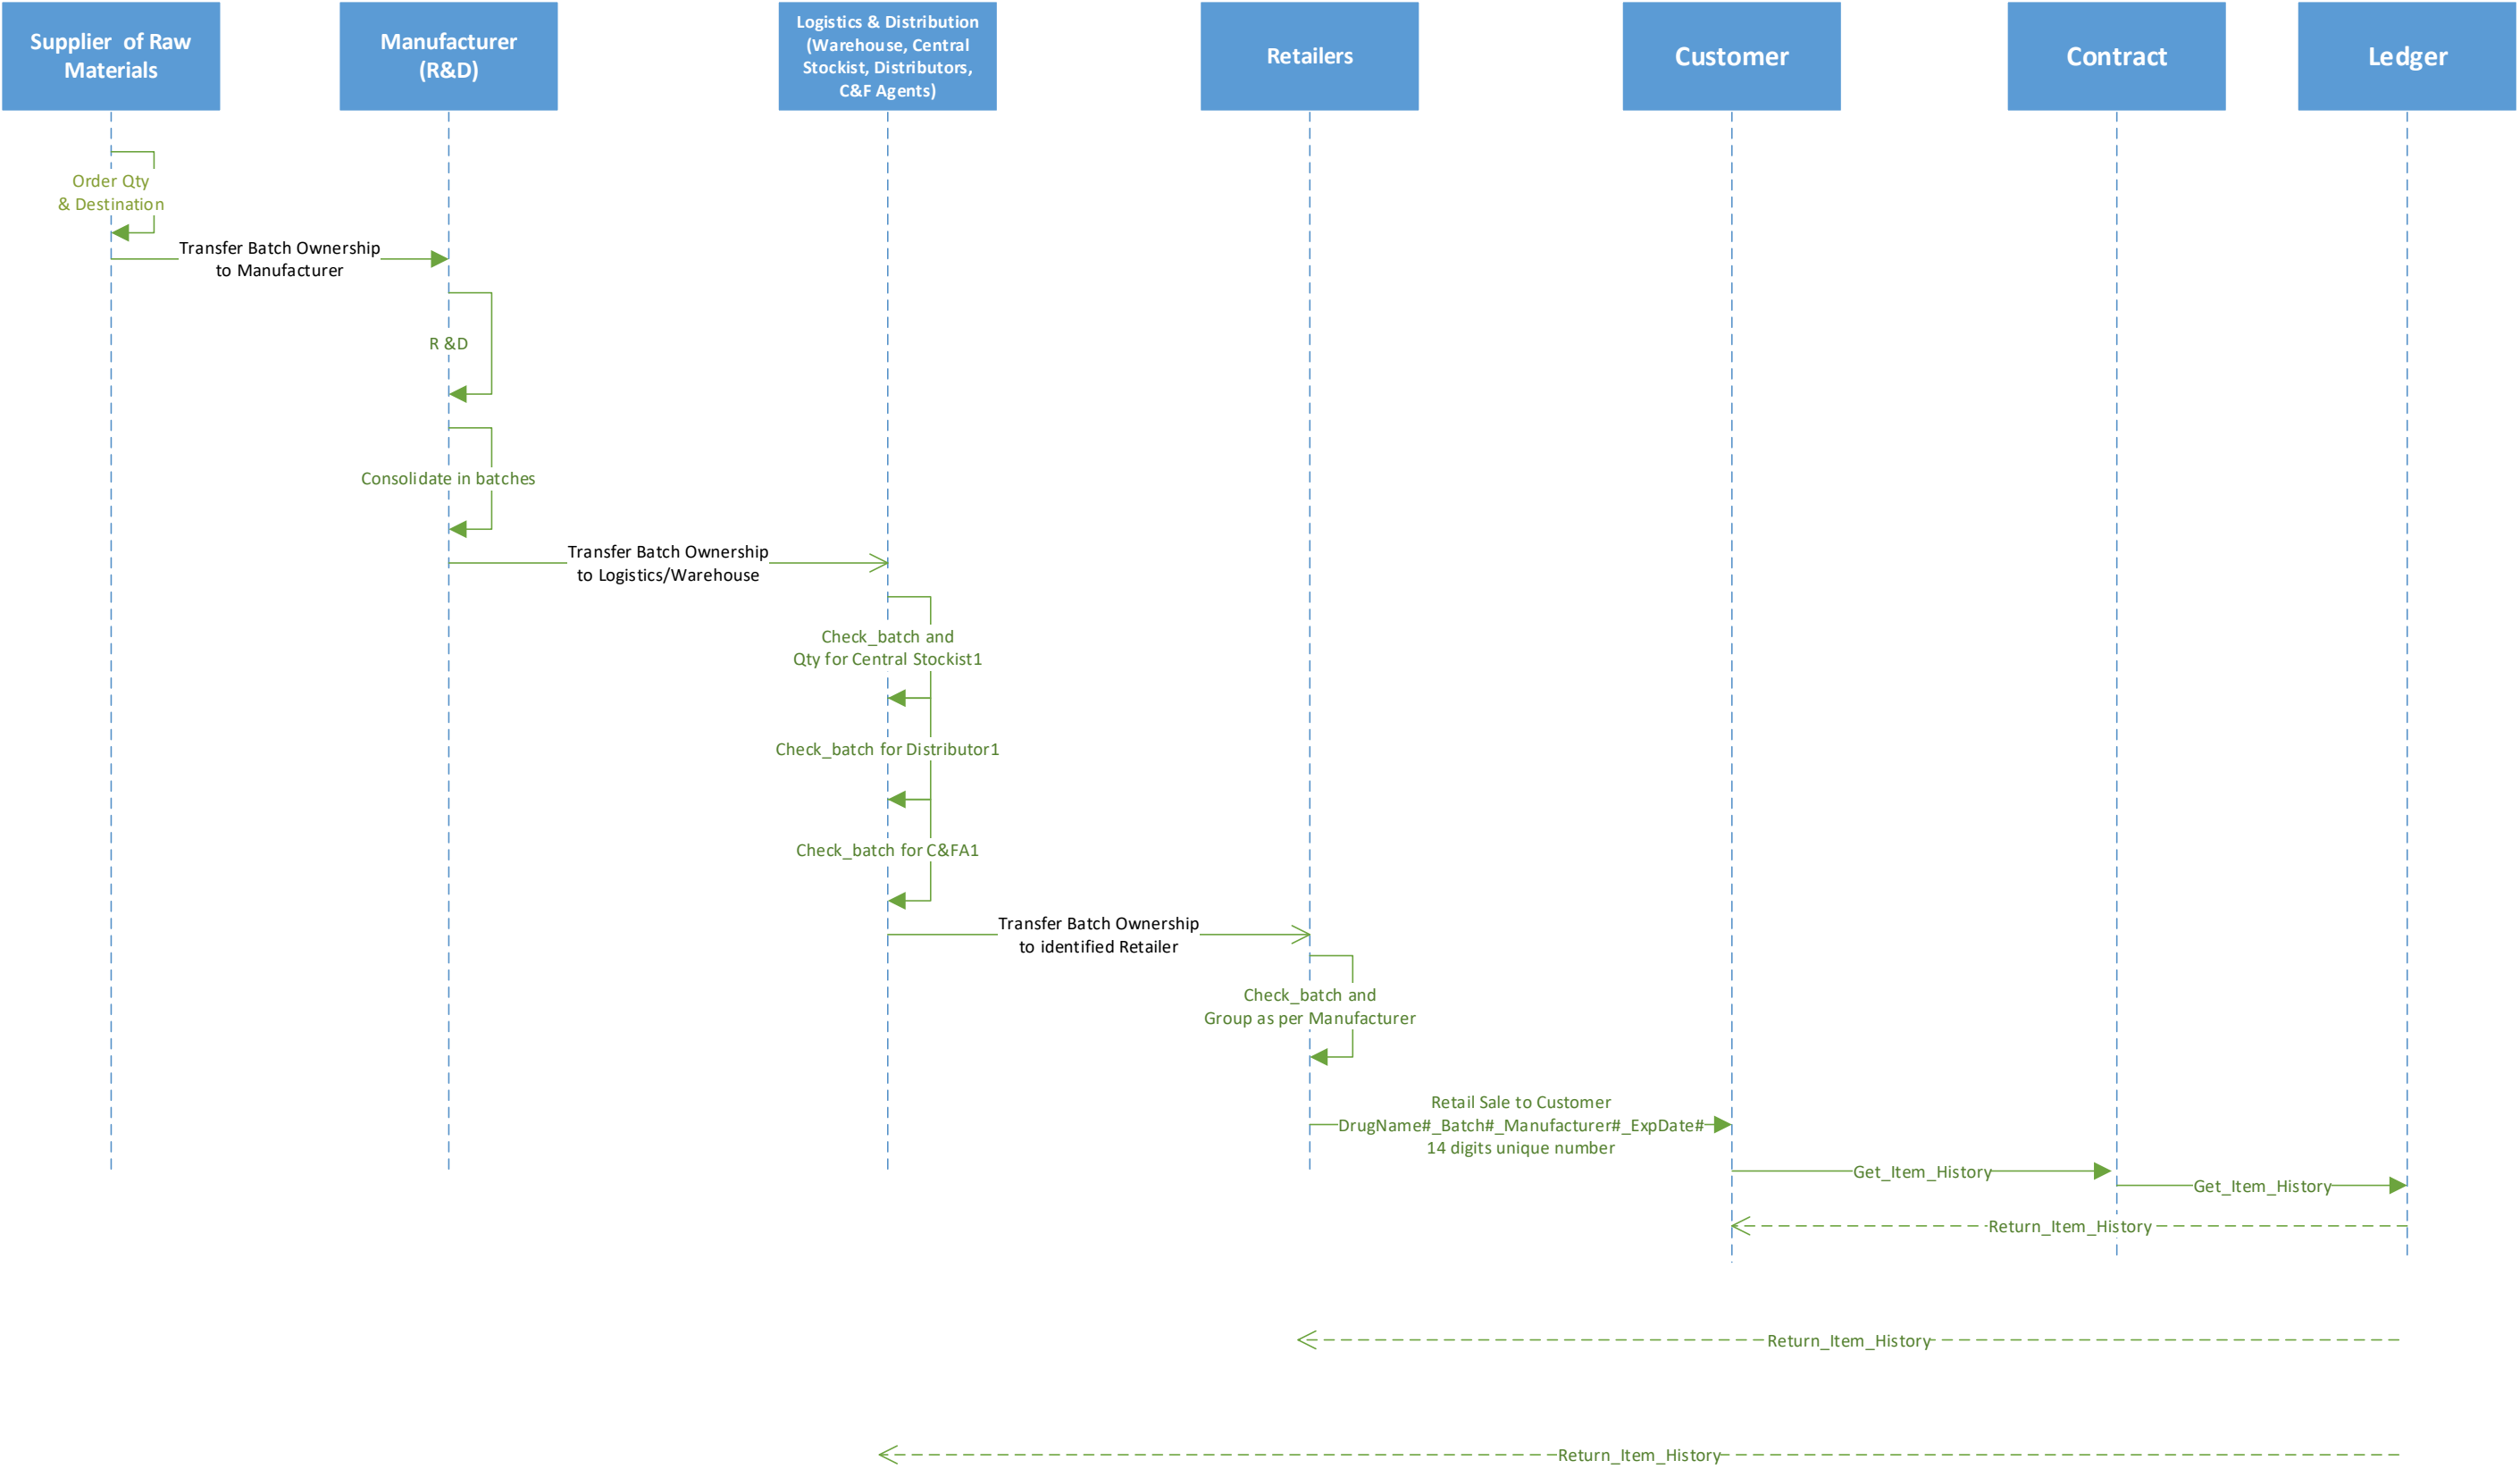 Supplier of Raw
Materials
Manufacturer
(R&D)
Logistics & Distribution
(Warehouse, Central
Stockist, Distributors,
C&F Agents)
Retailers
Customer
Contract
Ledger
Order Qty
& Destination
Transfer Batch Ownership
to Manufacturer
R &D
Consolidate in batches
Transfer Batch Ownership
to Logistics/Warehouse
Check_batch and
Qty for Central Stockist1
Check_batch for Distributor1
Check_batch for C&FA1
Transfer Batch Ownership
to identified Retailer
Check_batch and
Group as per Manufacturer
Retail Sale to Customer
DrugName#_Batch#_Manufacturer#_ExpDate#
14 digits unique number
Get_Item_History
Get_Item_History
Return_Item_History
Return_Item_History
Return_Item_History